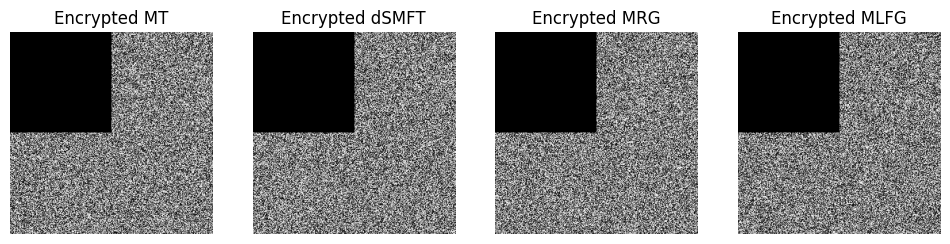 Encrypted MT
Encrypted dSMFT
Encrypted MRG
Encrypted MLFG